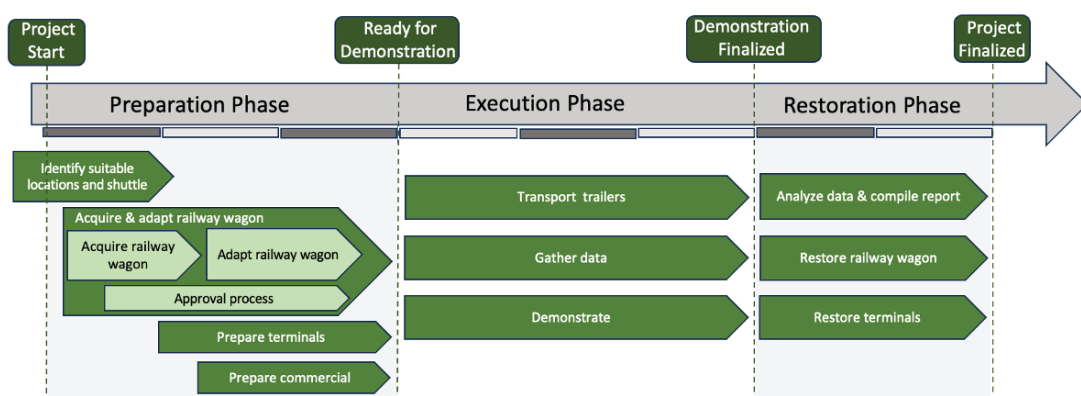 Project
Start
Ready for
Demonstration
Demonstration
Finalized
Project
Finalized
Preparation Phase
Execution Phase
Restoration Phase
Identify suitable
locations and shuttle
Acquire & adapt railway wagon
Acquire railway
wagon
Adapt railway wagon
Approval process
Prepare terminals
Prepare commercial
Transport trailers
Gather data
Demonstrate
Analyze data & compile report
Restore railway wagon
Restore terminals